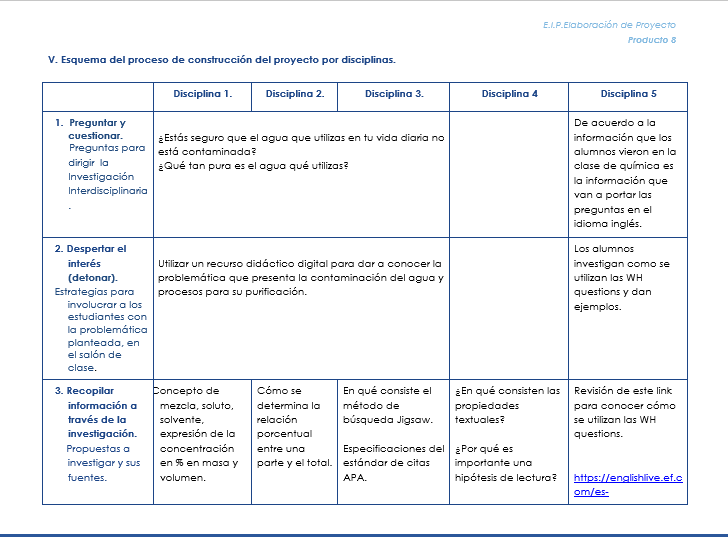 E.I.P.Elaboración de Proyecto
Producto 8
V. Esquema del proceso de construcción del proyecto por disciplinas.
Disciplina 1.
Disciplina 2.
Disciplina 3.
Disciplina 4
Disciplina 5
1. Preguntar y
cuestionar.
Preguntas para
dirigir la
Investigación
Interdisciplinaria
.
¿Estás seguro que el agua que utilizas en tu vida diaria no
está contaminada?
¿Qué tan pura es el agua qué utilizas?
De acuerdo a la
información que los
alumnos vieron en la
clase de química es
la información que
van a portar las
preguntas en el
idioma inglés.
2. Despertar el
interés
(detonar).
Estrategias para
involucrar a los
estudiantes con
la problemática
planteada, en
el salón de
clase.
Utilizar un recurso didáctico digital para dar a conocer la
problemática que presenta la contaminación del agua y
procesos para su purificación.
Los alumnos
investigan como se
utilizan las WH
questions y dan
ejemplos.
3. Recopilar
información a
través de la
investigación.
Propuestas a
investigar y sus
fuentes.
Concepto de
mezcla, soluto,
solvente,
expresión de la
concentración
en % en masa y
volumen.
Cómo se
determina la
relación
porcentual
entre una
parte y el total.
En qué consiste el
método de
búsqueda Jigsaw.
Especificaciones del
estándar de citas
APA.
¿En qué consisten las
propiedades
textuales?
¿Por qué es
importante una
hipótesis de lectura?
Revisión de este link
para conocer cómo
se utilizan las WH
questions.
https://englishlive.ef.c
om/es-